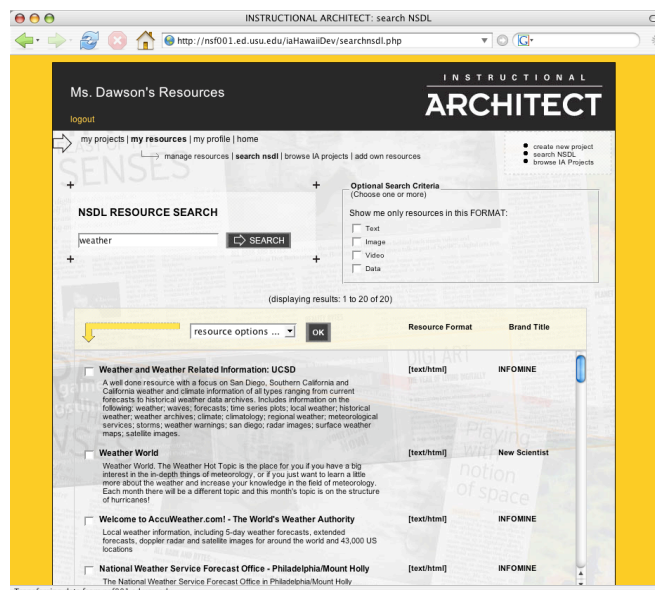 INSTRUCTIONAL ARCHITECT: search NSDL
http://nsf001.ed.usu.edu/iaHawaiiDev/searchnsdl.php
G
Ms. Dawson's Resources
logout
INSTRUCTIONAL
ARCHITECT
my projects | my resources | my profile | home
manage resources | search nsdl | browse IA projects | add own resources
create new project
search NSDL
browse IA Projects
SENSES
NSDL RESOURCE SEARCH
weather
SEARCH
Optional Search Criteria
(Choose one or more)
Show me only resources in this FORMAT:
Text
Image
Video
Data
(displaying results: 1 to 20 of 20)
resource options ...
OK
Resource Format
Brand Title
DIGI ART
Weather and Weather Related Information: UCSD
[text/html]
INFOMINE
A well done resource with a focus on San Diego, Southern California and
California weather and climate information of all types ranging from current
forecasts to historical weather data archives. Includes information on the
following: weather; waves; forecasts; time series plots; local weather; historical
weather; weather archives; climate; climatology; regional weather; meteorological
services; storms; weather warnings; san diego; radar images; surface weather
maps; satellite images.
Playing
with
notion
of space
Weather World
[text/html]
New Scientist
Weather World. The Weather Hot Topic is the place for you if you have a big
interest in the in-depth things of meteorology, or if you just want to learn a little
more about the weather and increase your knowledge in the field of meteorology.
Each month there will be a different topic and this month's topic is on the structure
of hurricanes!
Welcome to AccuWeather.com! - The World's Weather Authority
[text/html]
INFOMINE
Local weather information, including 5-day weather forecasts, extended
forecasts, doppler radar and satellite images for around the world and 43,000 US
locations
National Weather Service Forecast Office - Philadelphia/Mount Holly
[text/html]
INFOMINE
The National Weather Service Forecast Office in Philadelphia/Mount Holly